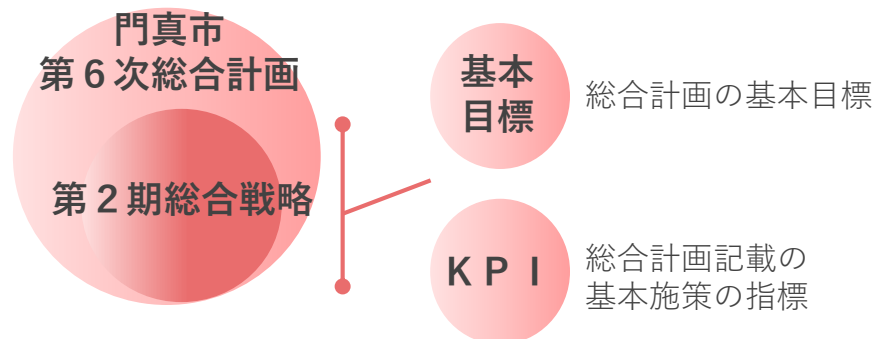 門真市
第６次総合計画
第２期総合戦略
基本
目標
総合計画の基本目標
ＫＰＩ
総合計画記載の
基本施策の指標